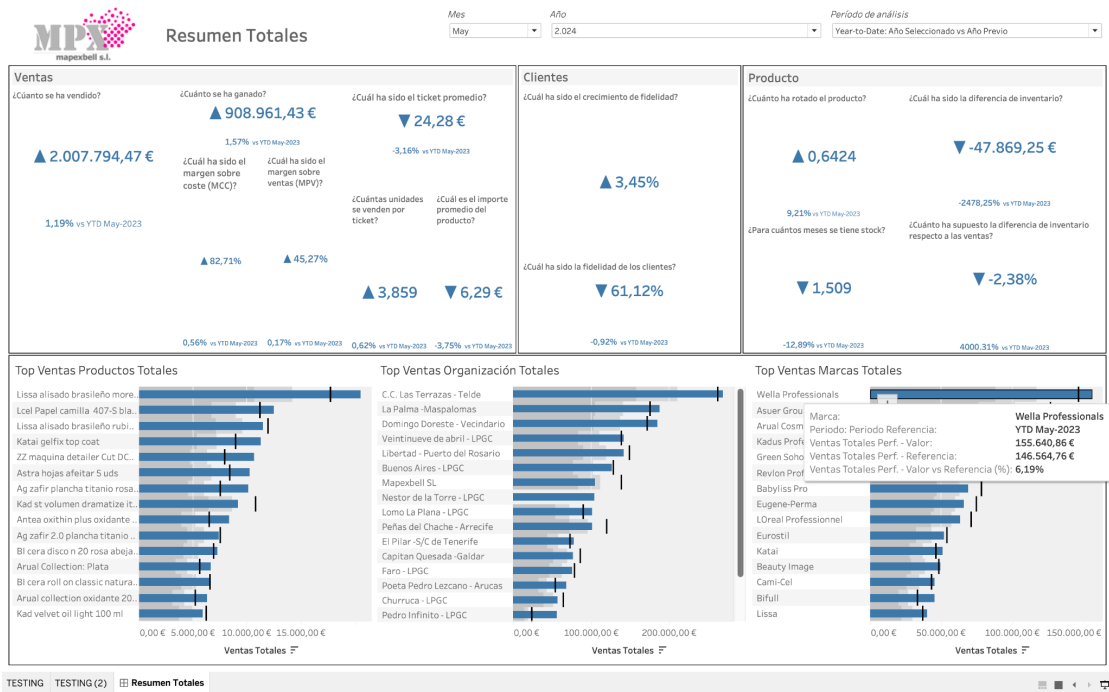 MPX
mapexbell s.l.
Resumen Totales
Mes
May
Año
2.024
Período de análisis
Year-to-Date: Año Seleccionado vs Año Previo
Ventas
¿Cúanto se ha vendido?
▲ 2.007.794,47 €
1,19% vs YTD May-2023
¿Cuánto se ha ganado?
▲ 908.961,43 €
1,57% vs YTD May-2023
¿Cuál ha sido el
margen sobre
coste (MCC)?
▲ 82,71%
0,56% vs YTD May-2023
¿Cuál ha sido el
margen sobre
ventas (MPV)?
▲ 45,27%
0,17% vs YTD May-2023
¿Cuál ha sido el ticket promedio?
▼ 24,28 €
-3,16% vs YTD May-2023
¿Cuántas unidades
se venden por
ticket?
▲ 3,859
0,62% vs YTD May-2023
¿Cuál es el importe
promedio del
producto?
▼ 6,29 €
-3,75% vs YTD May-2023
Clientes
¿Cuál ha sido el crecimiento de fidelidad?
▲ 3,45%
¿Cuál ha sido la fidelidad de los clientes?
▼ 61,12%
-0,92% vs YTD May-2023
Producto
¿Cuánto ha rotado el producto?
▲ 0,6424
9,21% vs YTD May-2023
¿Para cuántos meses se tiene stock?
▼ 1,509
-12,89% vs YTD May-2023
¿Cuál ha sido la diferencia de inventario?
▼ -47.869,25 €
-2478,25% vs YTD May-2023
¿Cuánto ha supuesto la diferencia de inventario
respecto a las ventas?
▼ -2,38%
4000.31% vs YTD May-2023
Top Ventas Productos Totales
Lissa alisado brasileño more..
Lcel Papel camilla 407-S bla..
Lissa alisado brasileño rubi..
Katai gelfix top coat
ZZ maquina detailer Cut DC..
Astra hojas afeitar 5 uds
Ag zafir plancha titanio rosa..
Kad st volumen dramatize it..
Antea oxithin plus oxidante ..
Ag zafir 2.0 plancha titanio ..
BI cera disco n 20 rosa abeja..
Arual Collection: Plata
BI cera roll on classic natura..
Arual collection oxidante 20..
Kad velvet oil light 100 ml
0,00 € 5.000,00 € 10.000,00 € 15.000,00 €
Ventas Totales
Top Ventas Organización Totales
C.C. Las Terrazas - Telde
La Palma -Maspalomas
Domingo Doreste - Vecindario
Veintinueve de abril - LPGC
Libertad - Puerto del Rosario
Buenos Aires - LPGC
Mapexbell SL
Nestor de la Torre - LPGC
Lomo La Plana - LPGC
Peñas del Chache - Arrecife
El Pilar -S/C de Tenerife
Capitan Quesada -Galdar
Faro - LPGC
Poeta Pedro Lezcano - Arucas
Churruca - LPGC
Pedro Infinito - LPGC
0,00 € 100.000,00 € 200.000,00 €
Ventas Totales
Top Ventas Marcas Totales
Wella Professionals
Asuer Grou
Arual Cosm
Kadus Profe
Green Soho
Revlon Prof
Babyliss Pro
Eugene-Perma
LOreal Professionnel
Eurostil
Katai
Beauty Image
Cami-Cel
Bifull
Lissa
0,00 € 50.000,00 € 100.000,00 € 150.000,00 €
Ventas Totales
Marca: Wella Professionals
Periodo: Periodo Referencia: YTD May-2023
Ventas Totales Perf. - Valor: 155.640,86 €
Ventas Totales Perf. - Referencia: 146.564,76 €
Ventas Totales Perf. - Valor vs Referencia (%): 6,19%
TESTING TESTING (2) Resumen Totales